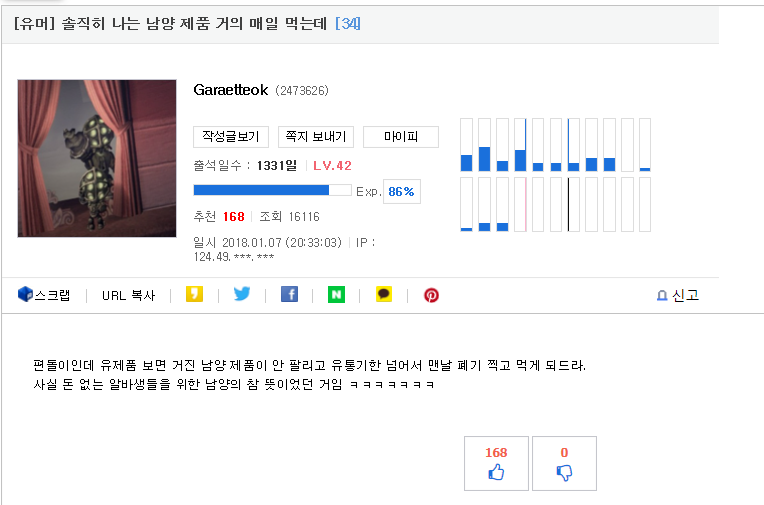 [유머] 솔직히 나는 남양 제품 거의 매일 먹는데 [34]
Garaetteok (2473626)
작성글보기 쪽지 보내기 마이피
출석일수 : 1331일 | LV.42
Exp. 86%
추천 168 | 조회 16116
일시 2018.01.07 (20:33:03) | IP :
124.49.***.***
스크랩 | URL 복사 신고
편돌이인데 유제품 보면 거진 남양 제품이 안 팔리고 유통기한 넘어서 맨날 폐기 찍고 먹게 되드라.
사실 돈 없는 알바생들을 위한 남양의 참 뜻이었던 거임 ㅋㅋㅋㅋㅋㅋㅋ
168 0